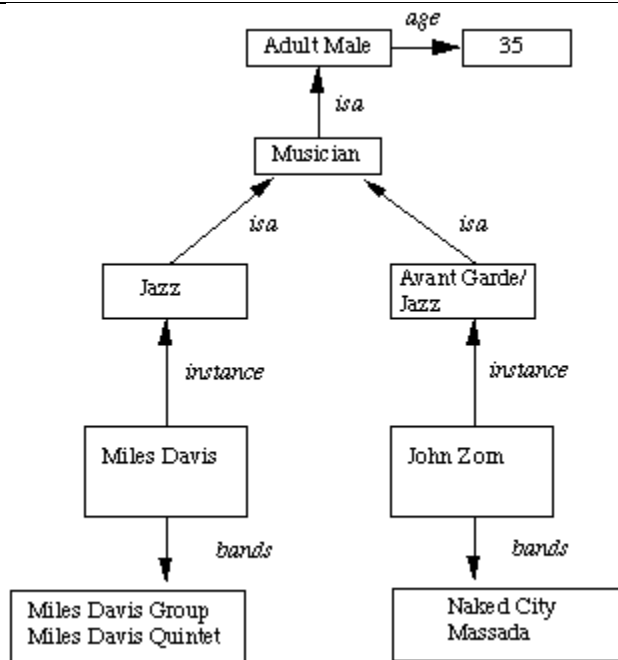 age
Adult Male
35
isa
Musician
isa
isa
Jazz
Avant Garde/
Jazz
instance
instance
Miles Davis
John Zorn
bands
bands
Miles Davis Group
Miles Davis Quintet
Naked City
Massada